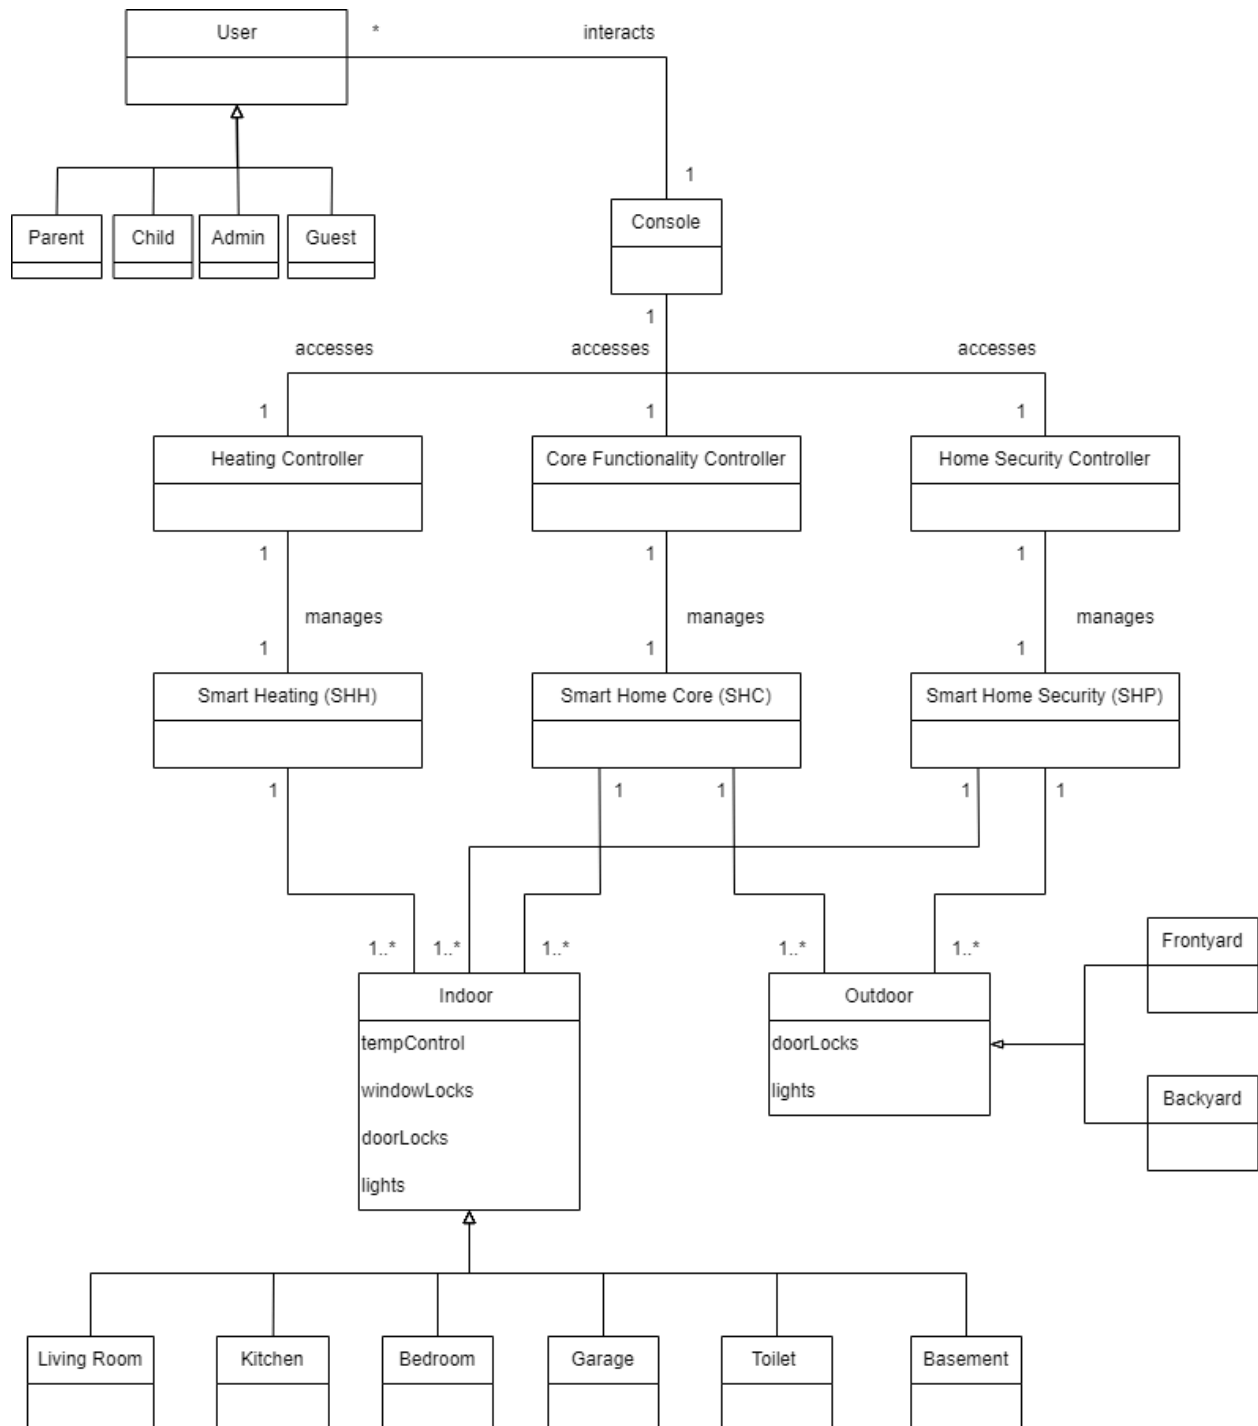 User
*
interacts
1
Parent
Child
Admin
Guest
Console
1
accesses
accesses
accesses
1
1
1
Heating Controller
Core Functionality Controller
Home Security Controller
1
1
1
manages
manages
manages
1
1
1
Smart Heating (SHH)
Smart Home Core (SHC)
Smart Home Security (SHP)
1
1
1
1
1
1..*
1..*
1..*
1..*
1..*
Frontyard
Indoor
Outdoor
tempControl
doorLocks
windowLocks
lights
Backyard
doorLocks
lights
Living Room
Kitchen
Bedroom
Garage
Toilet
Basement